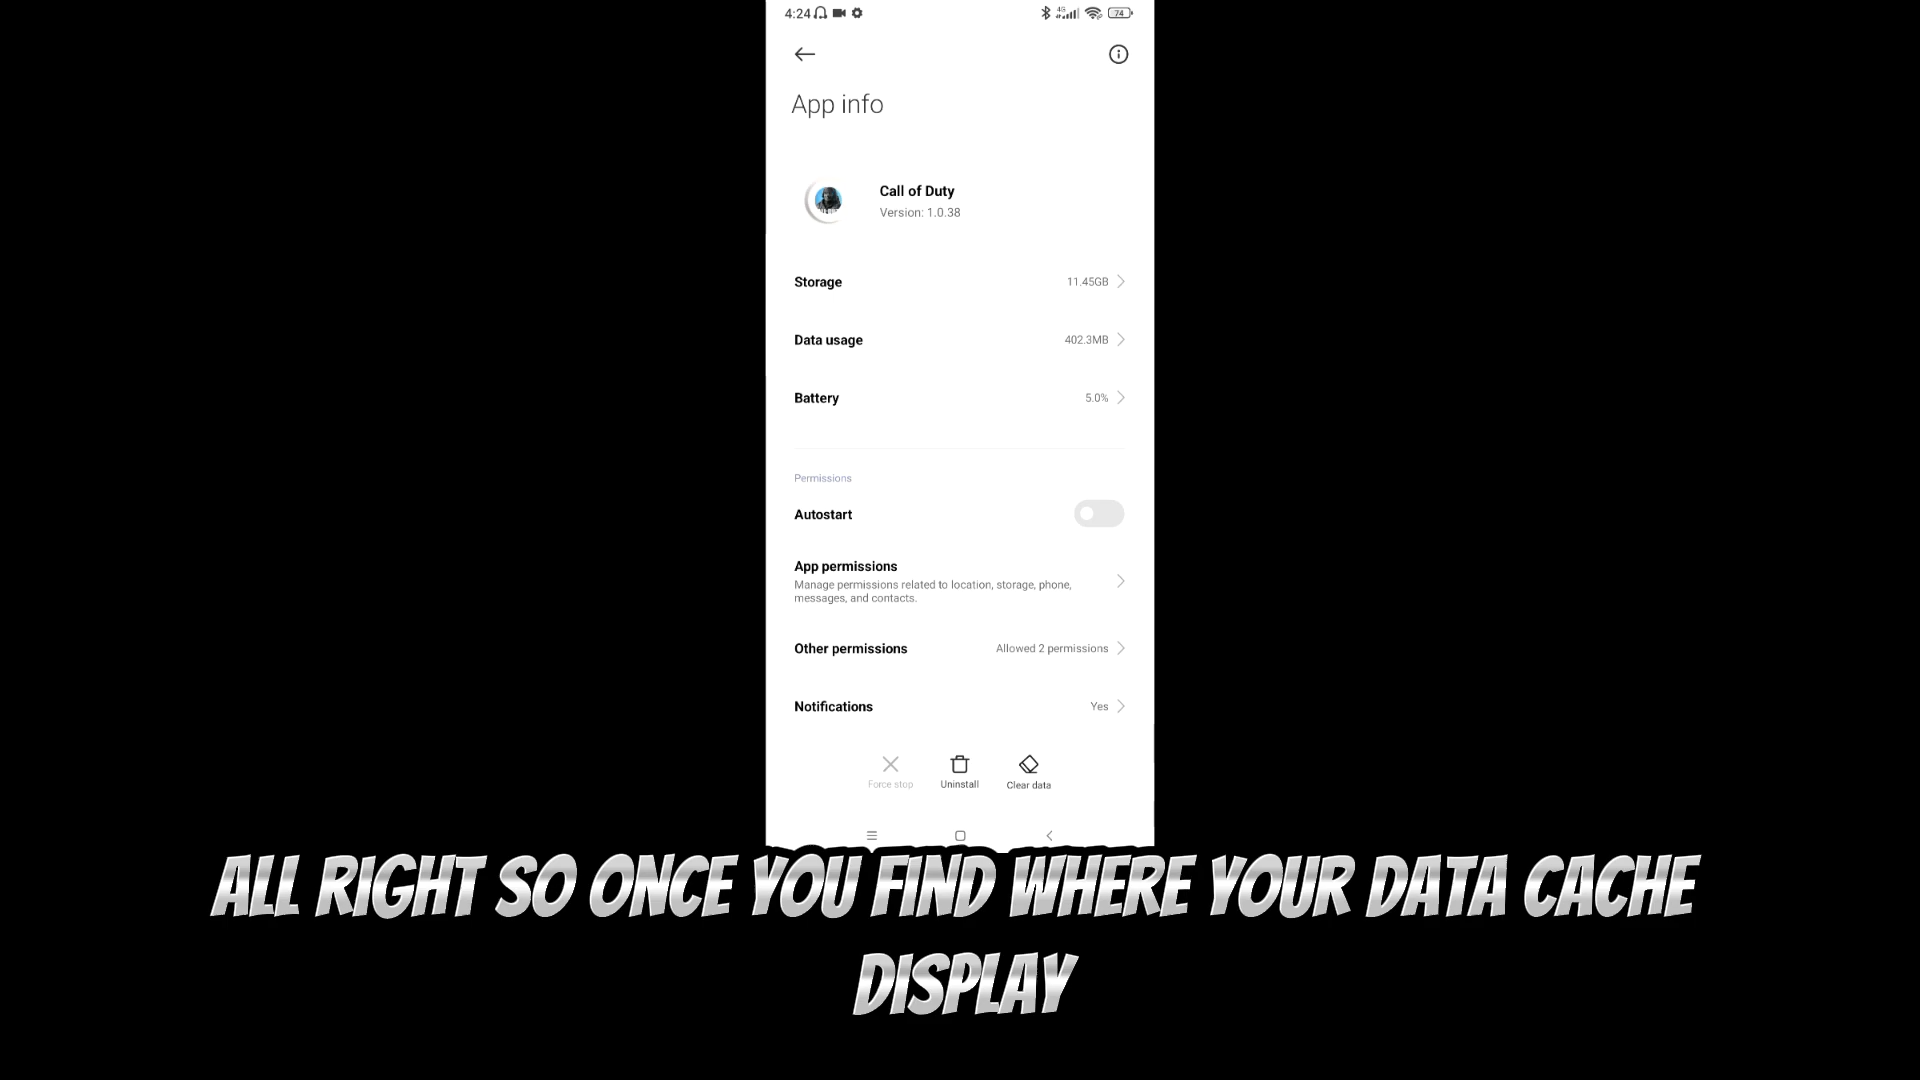 4:24 4G 74
App info
Call of Duty
Version: 1.0.38
Storage 11.45GB
Data usage 402.3MB
Battery 5.0%
Permissions
Autostart
App permissions
Manage permissions related to location, storage, phone,
messages, and contacts.
Other permissions Allowed 2 permissions
Notifications Yes
Force stop Uninstall Clear data
ALL RIGHT SO ONCE YOU FIND WHERE YOUR DATA CACHE
DISPLAY